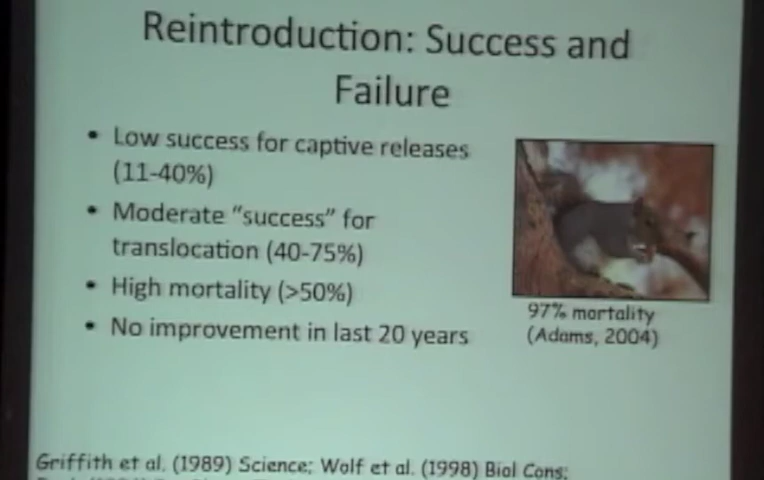 Reintroduction: Success and
Failure
• Low success for captive releases
(11-40%)
• Moderate “success” for
translocation (40-75%)
• High mortality (>50%)
• No improvement in last 20 years
97% mortality
(Adams, 2004)
Griffith et al. (1989) Science; Wolf et al. (1998) Biol Cons;